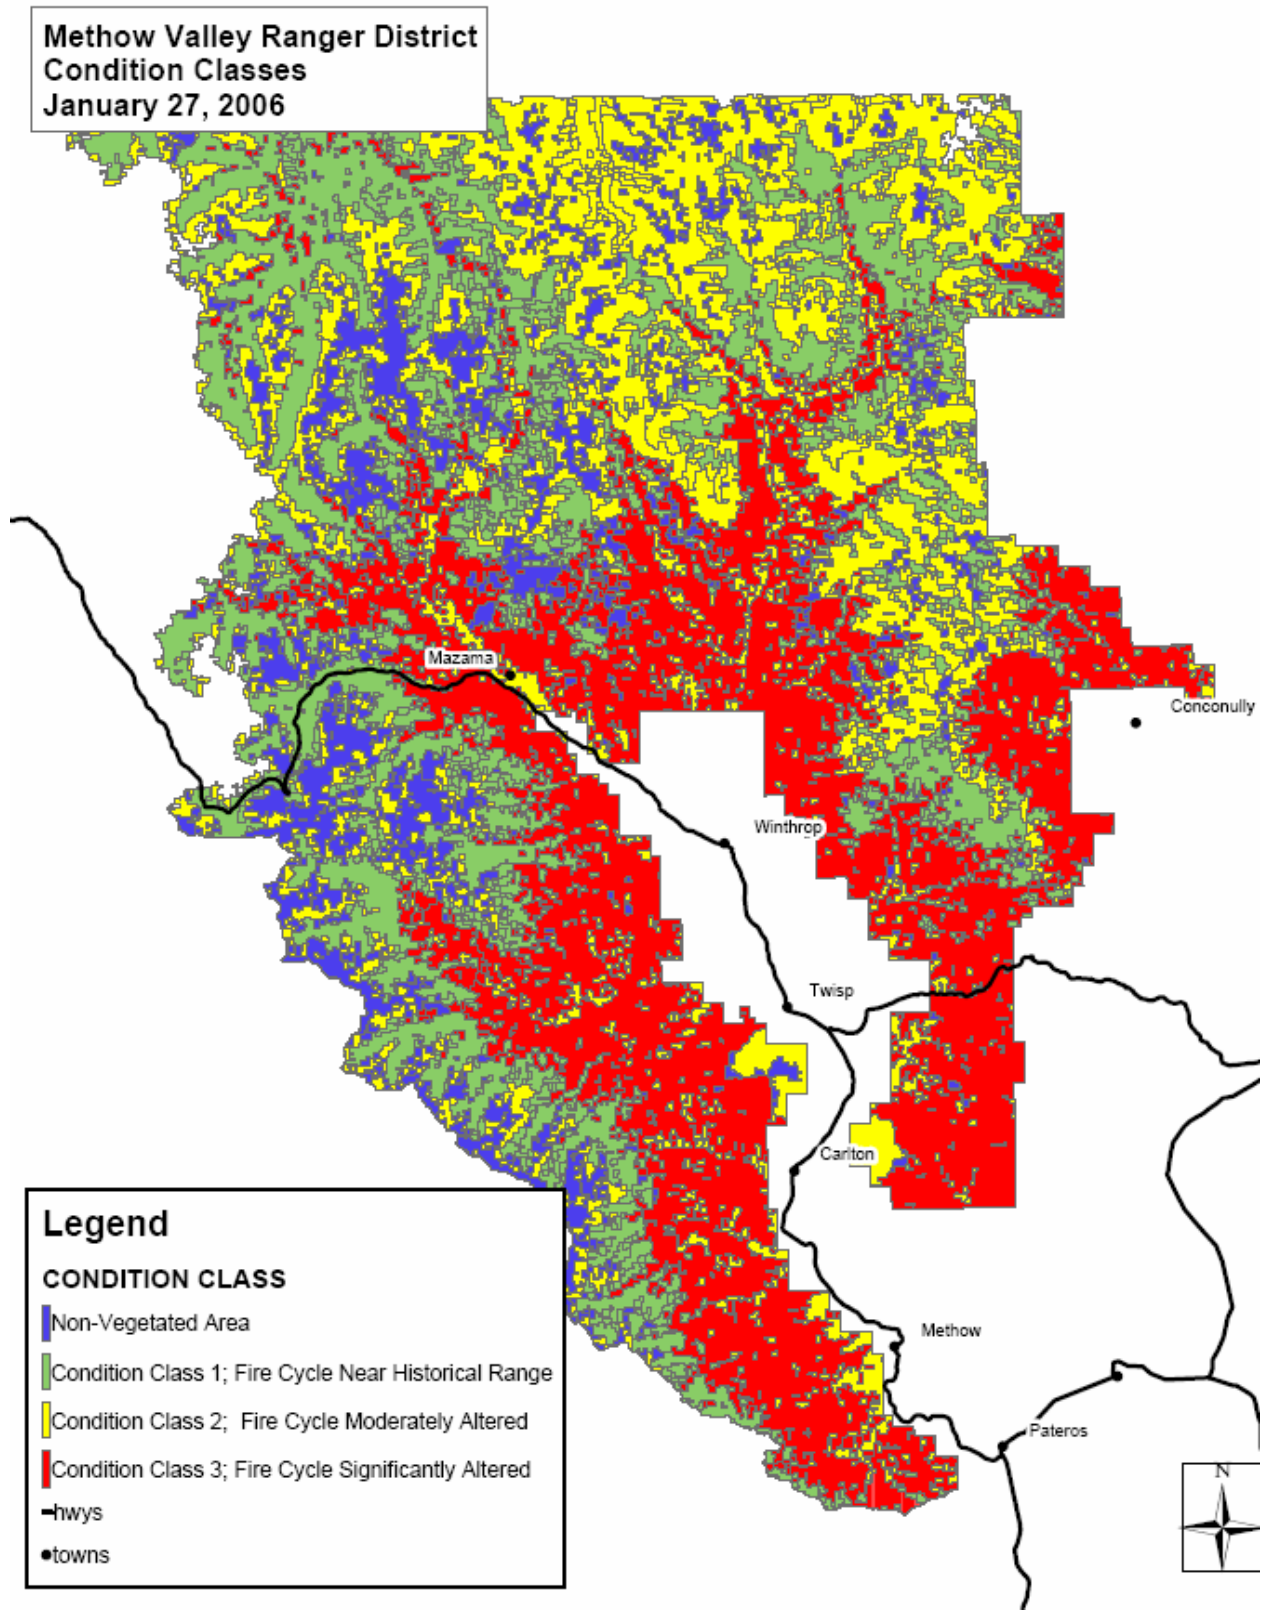 Methow Valley Ranger District
Condition Classes
January 27, 2006
Mazama
Conconully
Winthrop
Twisp
Carlton
Methow
Pateros
Legend
CONDITION CLASS
Non-Vegetated Area
Condition Class 1; Fire Cycle Near Historical Range
Condition Class 2; Fire Cycle Moderately Altered
Condition Class 3; Fire Cycle Significantly Altered
hwys
towns
N